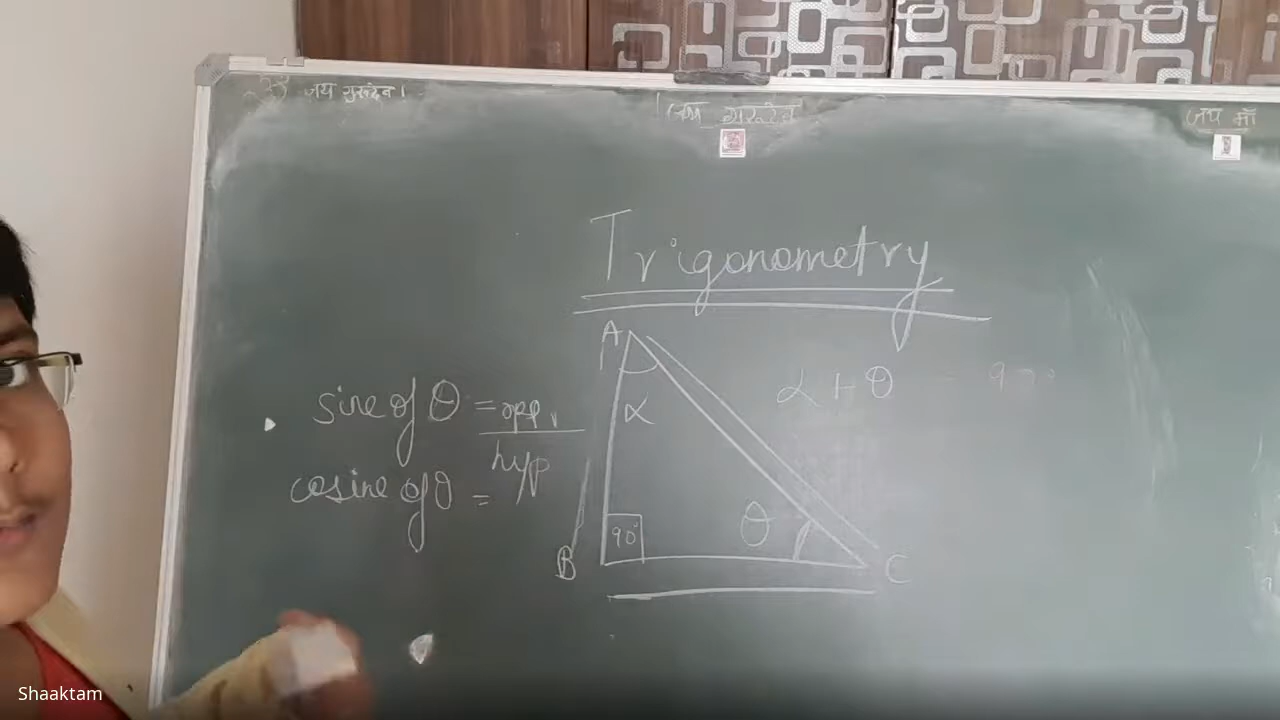 जय गुरुदेव।
जय गुरुदेव
जय माँ
Trigonometry
A
α
α + θ
sine of θ = opp.
hyp
cosine of θ =
90°
θ
B
C
Shaaktam